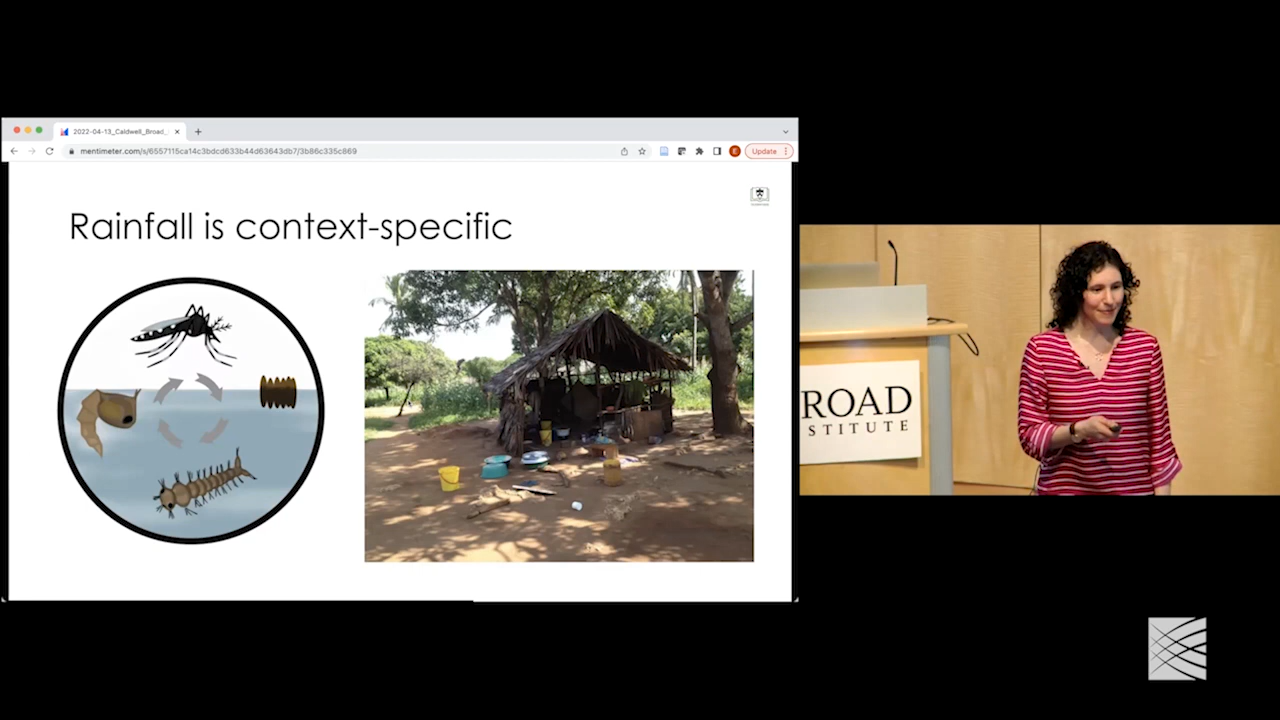 2022-04-13_Caldwell_Broad_
mentimeter.com/s/6557115ca14c3bdcd633b44d63643db7/3b86c335c869
E
Update
Rainfall is context-specific
ROAD
STITUTE